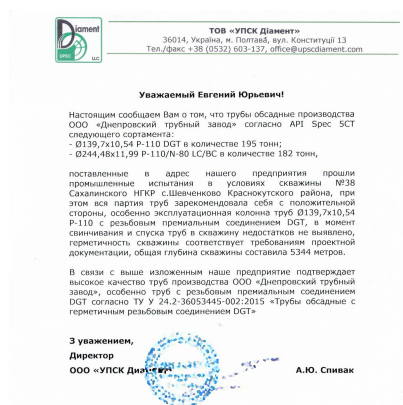 Diament
UPSC
LLC
ТОВ «УПСК Діамент»
36014, Україна, м. Полтава, вул. Конституції 13
Тел./факс +38 (0532) 603-137, office@upscdiament.com
Уважаемый Евгений Юрьевич!
Настоящим сообщаем Вам о том, что трубы обсадные производства
ООО «Днепровский трубный завод» согласно API Spec 5CT
следующего сортамента:
- Ø139,7x10,54 P-110 DGT в количестве 195 тонн;
- Ø244,48x11,99 P-110/N-80 LC/BC в количестве 182 тонн,
поставленные в адрес нашего предприятия прошли
промышленные испытания в условиях скважины №38
Сахалинского НГКР с.Шевченково Краснокутского района, при
этом вся партия труб зарекомендовала себя с положительной
стороны, особенно эксплуатационная колонна труб Ø139,7x10,54
P-110 с резьбовым премиальным соединением DGT, в момент
свинчивания и спуска труб в скважину недостатков не выявлено,
герметичность скважины соответствует требованиям проектной
документации, общая глубина скважины составила 5344 метров.
В связи с выше изложенным наше предприятие подтверждает
высокое качество труб производства ООО «Днепровский трубный
завод», особенно труб с резьбовым премиальным соединением
DGT согласно ТУ У 24.2-36053445-002:2015 «Трубы обсадные с
герметичным резьбовым соединением DGT»
З уважением,
Директор
ООО «УПСК Диамент» А.Ю. Спивак